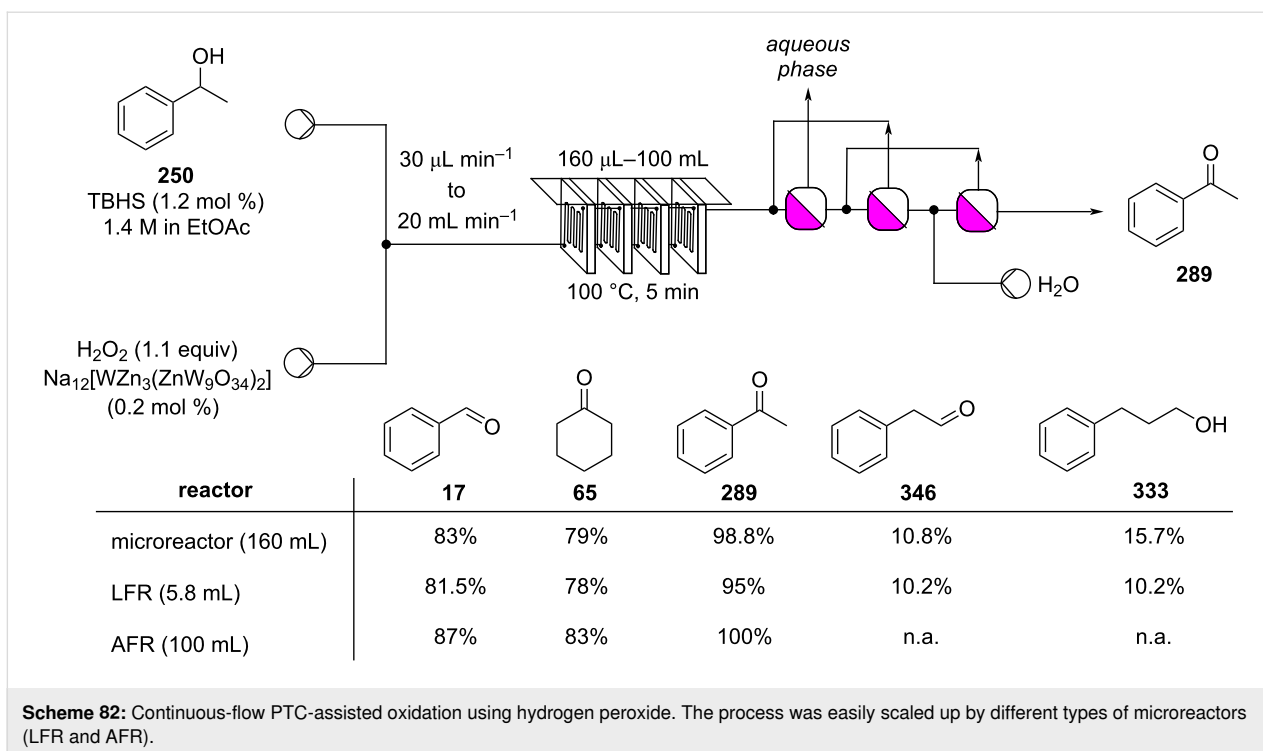 OH
250
TBHS (1.2 mol %)
1.4 M in EtOAc
30 μL min⁻¹
to
20 mL min⁻¹
160 μL–100 mL
100 °C, 5 min
aqueous
phase
H₂O
O
289
H₂O₂ (1.1 equiv)
Na₁₂[WZn₃(ZnW₉O₃₄)₂]
(0.2 mol %)
O
O
O
O
OH
reactor 17 65 289 346 333
microreactor (160 mL) 83% 79% 98.8% 10.8% 15.7%
LFR (5.8 mL) 81.5% 78% 95% 10.2% 10.2%
AFR (100 mL) 87% 83% 100% n.a. n.a.
Scheme 82: Continuous-flow PTC-assisted oxidation using hydrogen peroxide. The process was easily scaled up by different types of microreactors
(LFR and AFR).